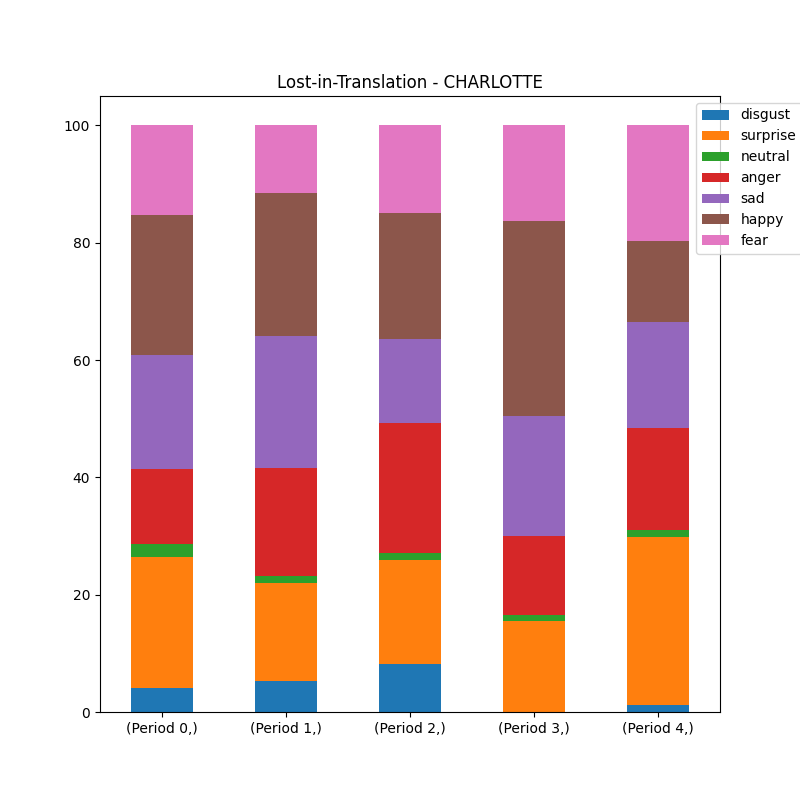 Lost-in-Translation - CHARLOTTE
100
80
60
40
20
0
(Period 0,)
(Period 1,)
(Period 2,)
(Period 3,)
(Period 4,)
disgust
surprise
neutral
anger
sad
happy
fear